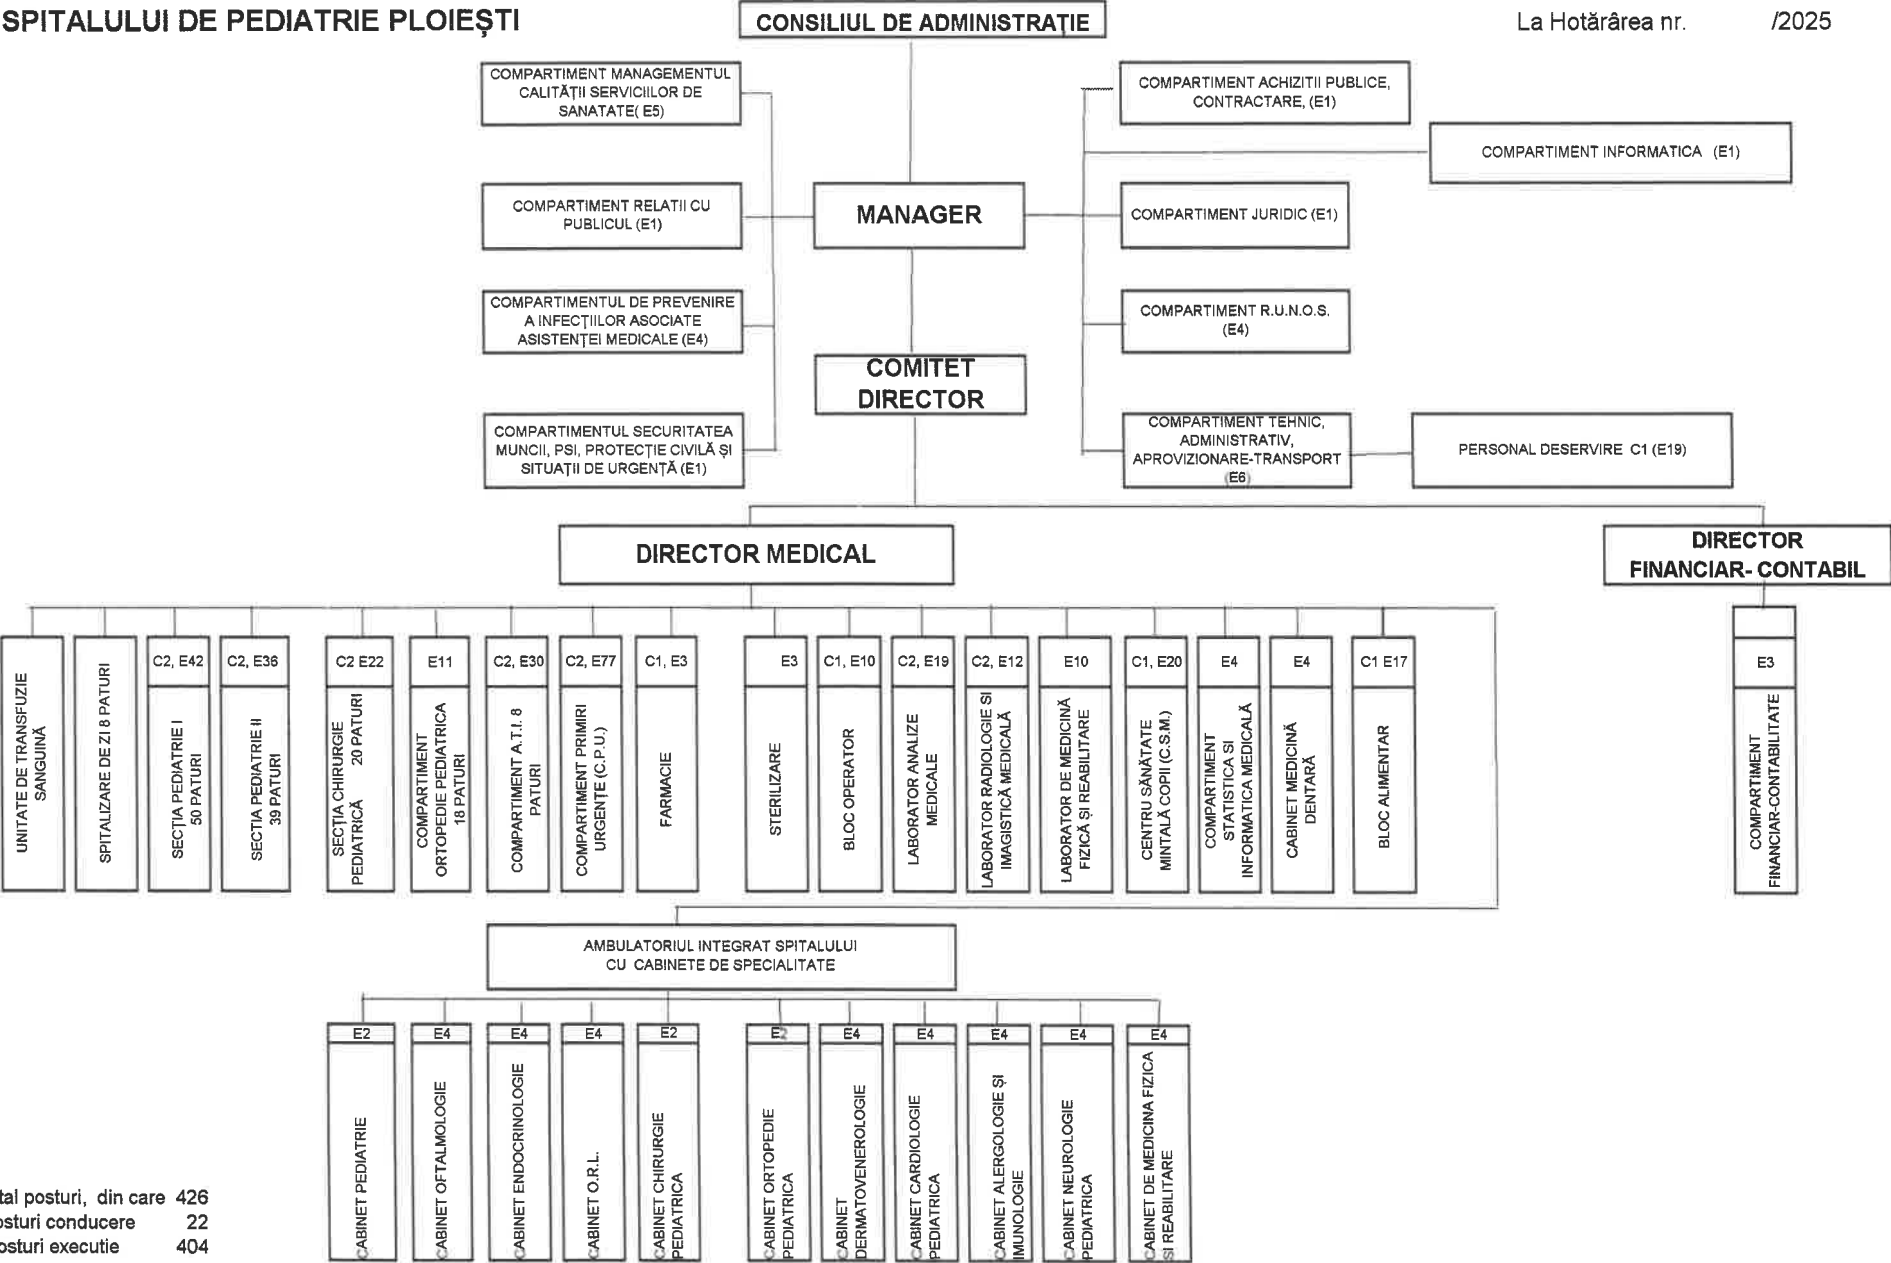 SPITALULUI DE PEDIATRIE PLOIEȘTI
CONSILIUL DE ADMINISTRAȚIE
La Hotărârea nr. /2025
COMPARTIMENT MANAGEMENTUL
CALITĂȚII SERVICIILOR DE
SANATATE( E5)
COMPARTIMENT ACHIZITII PUBLICE,
CONTRACTARE, (E1)
COMPARTIMENT INFORMATICA (E1)
COMPARTIMENT RELATII CU
PUBLICUL (E1)
MANAGER
COMPARTIMENT JURIDIC (E1)
COMPARTIMENTUL DE PREVENIRE
A INFECȚIILOR ASOCIATE
ASISTENȚEI MEDICALE (E4)
COMPARTIMENT R.U.N.O.S.
(E4)
COMITET
DIRECTOR
COMPARTIMENTUL SECURITATEA
MUNCII, PSI, PROTECȚIE CIVILĂ ȘI
SITUAȚII DE URGENȚĂ (E1)
COMPARTIMENT TEHNIC,
ADMINISTRATIV,
APROVIZIONARE-TRANSPORT
(E6)
PERSONAL DESERVIRE C1 (E19)
DIRECTOR MEDICAL
DIRECTOR
FINANCIAR- CONTABIL
UNITATE DE TRANSFUZIE
SANGUINĂ
SPITALIZARE DE ZI 8 PATURI
C2, E42
SECȚIA PEDIATRIE I
50 PATURI
C2, E36
SECTIA PEDIATRIE II
39 PATURI
C2 E22
SECȚIA CHIRURGIE
PEDIATRICĂ 20 PATURI
E11
COMPARTIMENT
ORTOPEDIE PEDIATRICA
18 PATURI
C2, E30
COMPARTIMENT A.T.I. 8
PATURI
C2, E77
COMPARTIMENT PRIMIRI
URGENȚE (C.P.U.)
C1, E3
FARMACIE
E3
STERILIZARE
C1, E10
BLOC OPERATOR
C2, E19
LABORATOR ANALIZE
MEDICALE
C2, E12
LABORATOR RADIOLOGIE SI
IMAGISTICĂ MEDICALĂ
E10
LABORATOR DE MEDICINĂ
FIZICĂ ȘI REABILITARE
C1, E20
CENTRU SĂNĂTATE
MINTALĂ COPII (C.S.M.)
E4
COMPARTIMENT
STATISTICA SI
INFORMATICA MEDICALĂ
E4
CABINET MEDICINĂ
DENTARĂ
C1 E17
BLOC ALIMENTAR
E3
COMPARTIMENT
FINANCIAR-CONTABILITATE
AMBULATORIUL INTEGRAT SPITALULUI
CU CABINETE DE SPECIALITATE
E2
CABINET PEDIATRIE
E4
CABINET OFTALMOLOGIE
E4
CABINET ENDOCRINOLOGIE
E4
CABINET O.R.L.
E2
CABINET CHIRURGIE
PEDIATRICA
E2
CABINET ORTOPEDIE
PEDIATRICA
E4
CABINET
DERMATOVENEROLOGIE
E4
CABINET CARDIOLOGIE
PEDIATRICA
E4
CABINET ALERGOLOGIE ȘI
IMUNOLOGIE
E4
CABINET NEUROLOGIE
PEDIATRICA
E4
CABINET DE MEDICINA FIZICA
SI REABILITARE
tal posturi, din care 426
osturi conducere 22
osturi executie 404